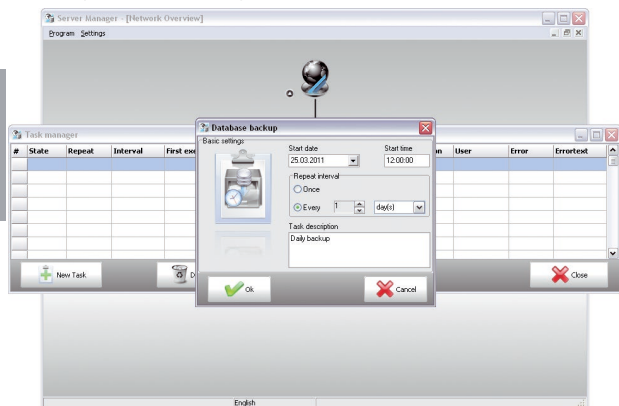 Server Manager - [Network Overview]
Program Settings
Task manager
# State Repeat Interval First User Error Errortext
Database backup
Basic settings
Start date Start time
25.03.2011 12:00:00
Repeat interval
Once
Every 1 day(s)
Task description
Daily backup
Ok Cancel
New Task Close
English